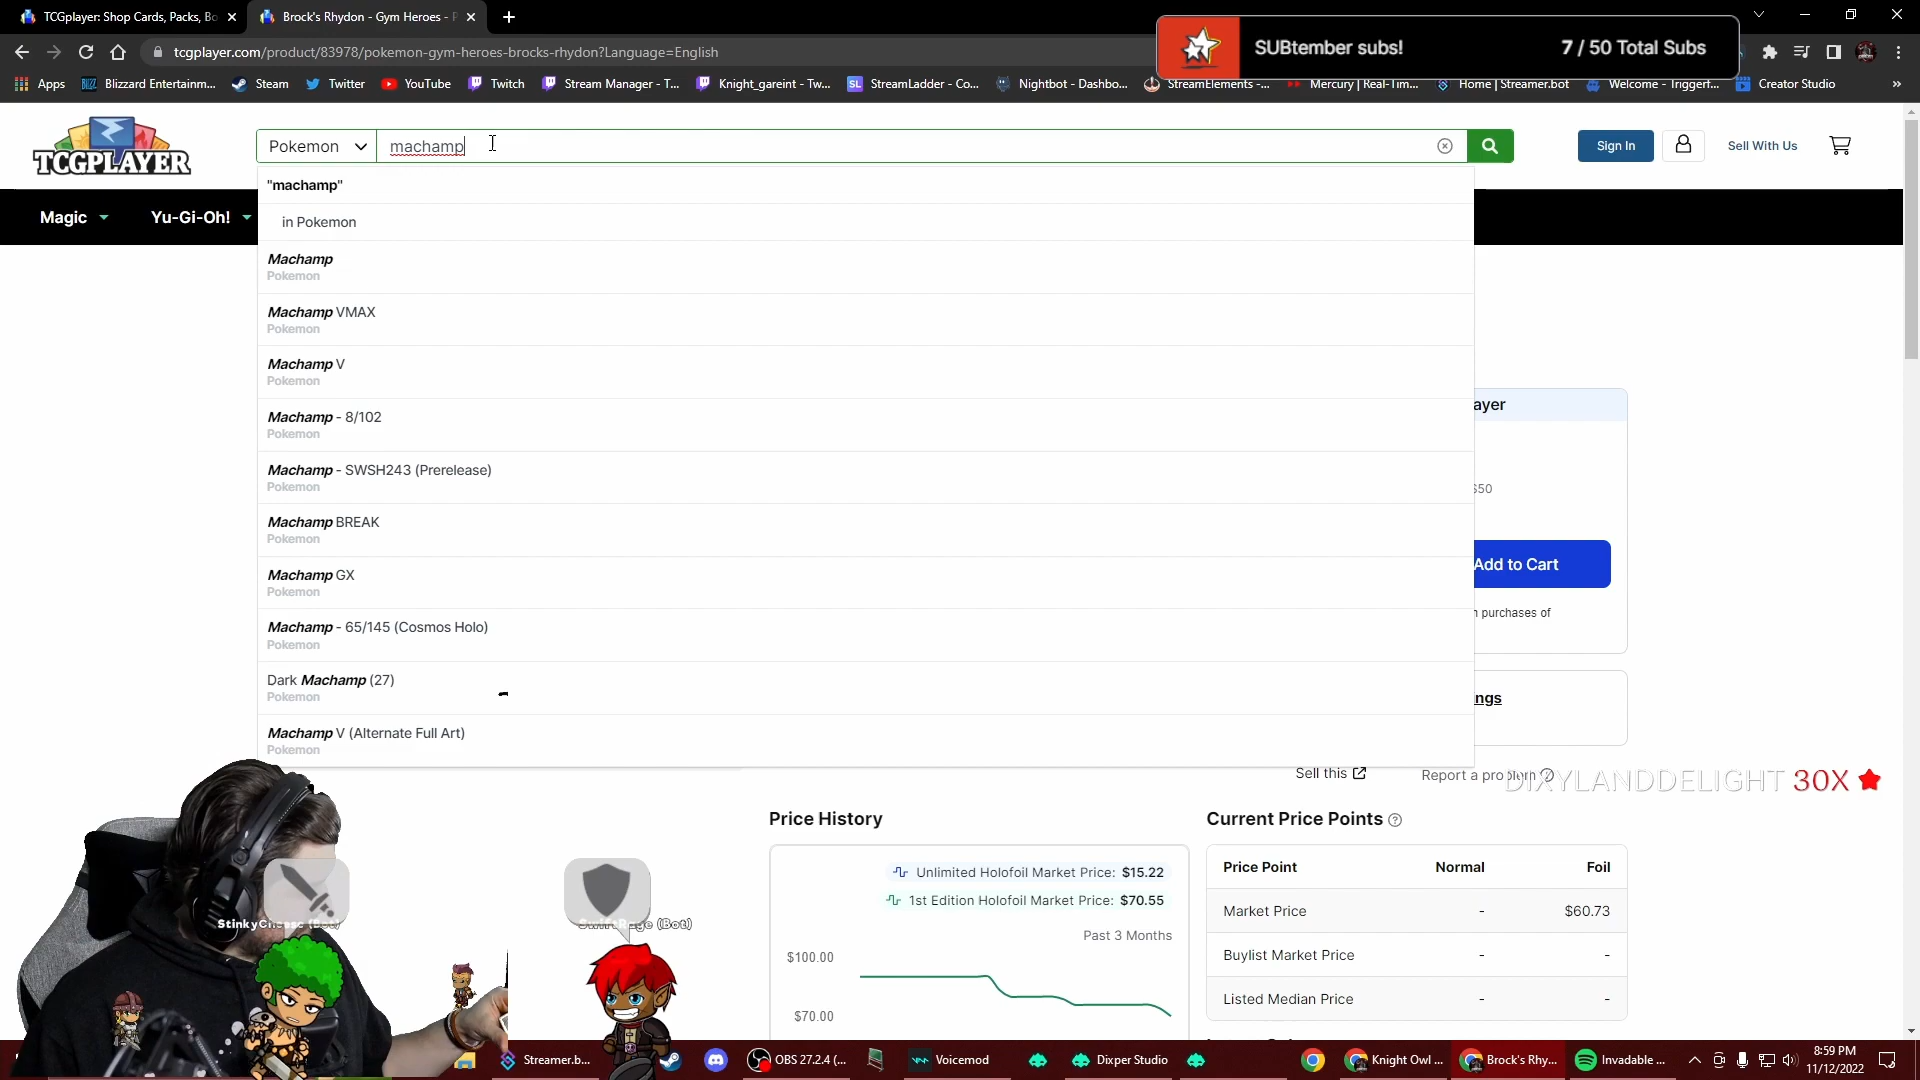 TCGplayer: Shop Cards, Packs, Bo
Brock's Rhydon - Gym Heroes - P
SUBtember subs!
7 / 50 Total Subs
tcgplayer.com/product/83978/pokemon-gym-heroes-brocks-rhydon?Language=English
Apps
Blizzard Entertainm...
Steam
Twitter
YouTube
Twitch
Stream Manager - T...
Knight_gareint - Tw...
StreamLadder - Co...
Nightbot - Dashbo...
StreamElements -...
Mercury | Real-Tim...
Home | Streamer.bot
Welcome - Triggerf...
Creator Studio
TCGPLAYER
Pokemon
machamp
Sign In
Sell With Us
Magic
Yu-Gi-Oh!
"machamp"
in Pokemon
Machamp
Pokemon
Machamp VMAX
Pokemon
Machamp V
Pokemon
Machamp - 8/102
Pokemon
Machamp - SWSH243 (Prerelease)
Pokemon
Machamp BREAK
Pokemon
Machamp GX
Pokemon
Machamp - 65/145 (Cosmos Holo)
Pokemon
Dark Machamp (27)
Pokemon
Machamp V (Alternate Full Art)
Pokemon
ayer
$50
Add to Cart
n purchases of
ngs
Sell this
Report a problem
DIXYLANDDELIGHT 30X
Price History
Unlimited Holofoil Market Price: $15.22
1st Edition Holofoil Market Price: $70.55
Past 3 Months
$100.00
$70.00
Current Price Points
Price Point Normal Foil
Market Price - $60.73
Buylist Market Price - -
Listed Median Price - -
StinkyCheese (Bot)
SwiftRage (Bot)
Streamer.b...
OBS 27.2.4 (...
Voicemod
Dixper Studio
Knight Owl ...
Brock's Rhy...
Invadable ...
8:59 PM
11/12/2022